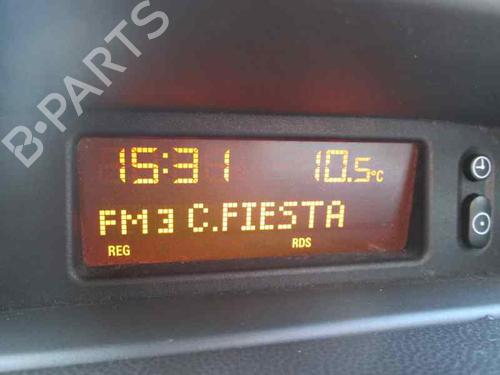 B-PARTS
15:31 10.5°C
FM3 C.FIESTA
REG RDS